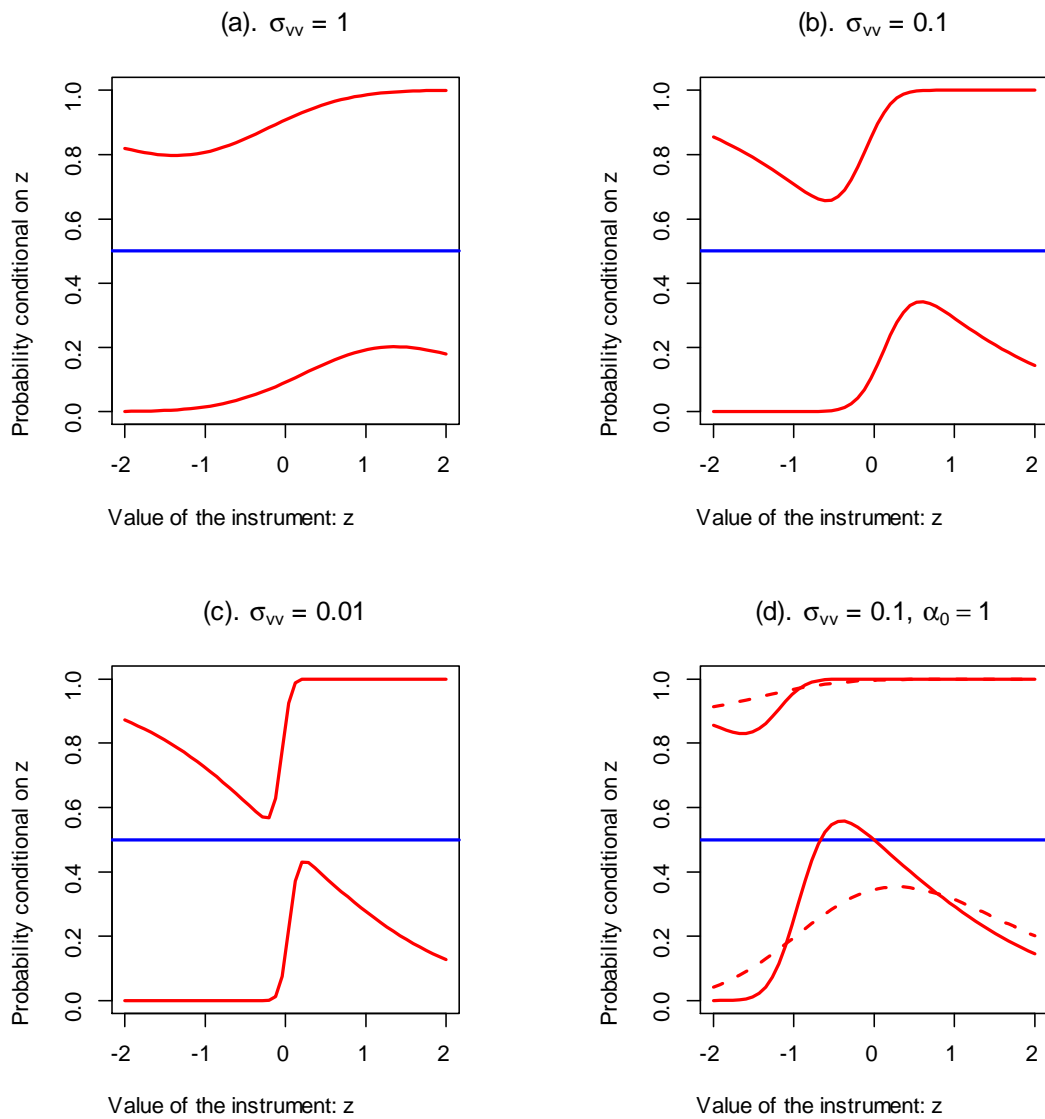 (a). σvv = 1
Probability conditional on z
1.0
0.8
0.6
0.4
0.2
0.0
-2 -1 0 1 2
Value of the instrument: z
(b). σvv = 0.1
Probability conditional on z
1.0
0.8
0.6
0.4
0.2
0.0
-2 -1 0 1 2
Value of the instrument: z
(c). σvv = 0.01
Probability conditional on z
1.0
0.8
0.6
0.4
0.2
0.0
-2 -1 0 1 2
Value of the instrument: z
(d). σvv = 0.1, α0 = 1
Probability conditional on z
1.0
0.8
0.6
0.4
0.2
0.0
-2 -1 0 1 2
Value of the instrument: z